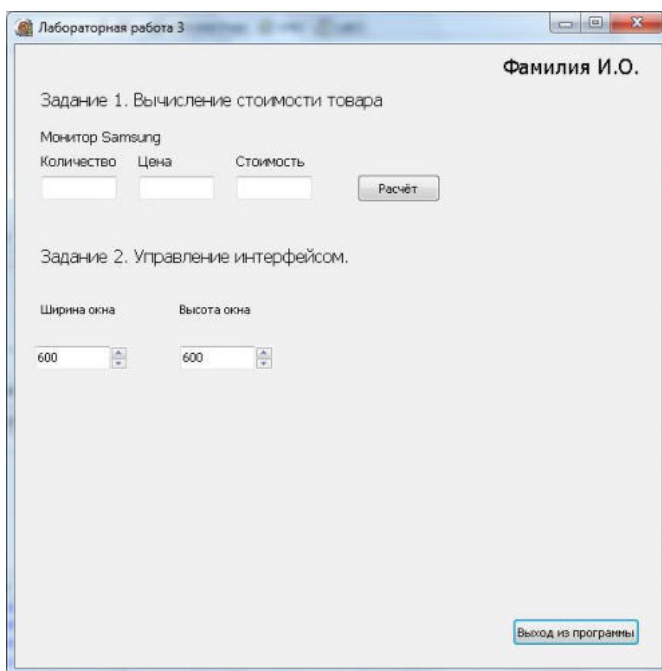 Лабораторная работа 3
Фамилия И.О.
Задание 1. Вычисление стоимости товара
Монитор Samsung
Количество Цена Стоимость
Расчёт
Задание 2. Управление интерфейсом.
Ширина окна Высота окна
600 600
Выход из программы